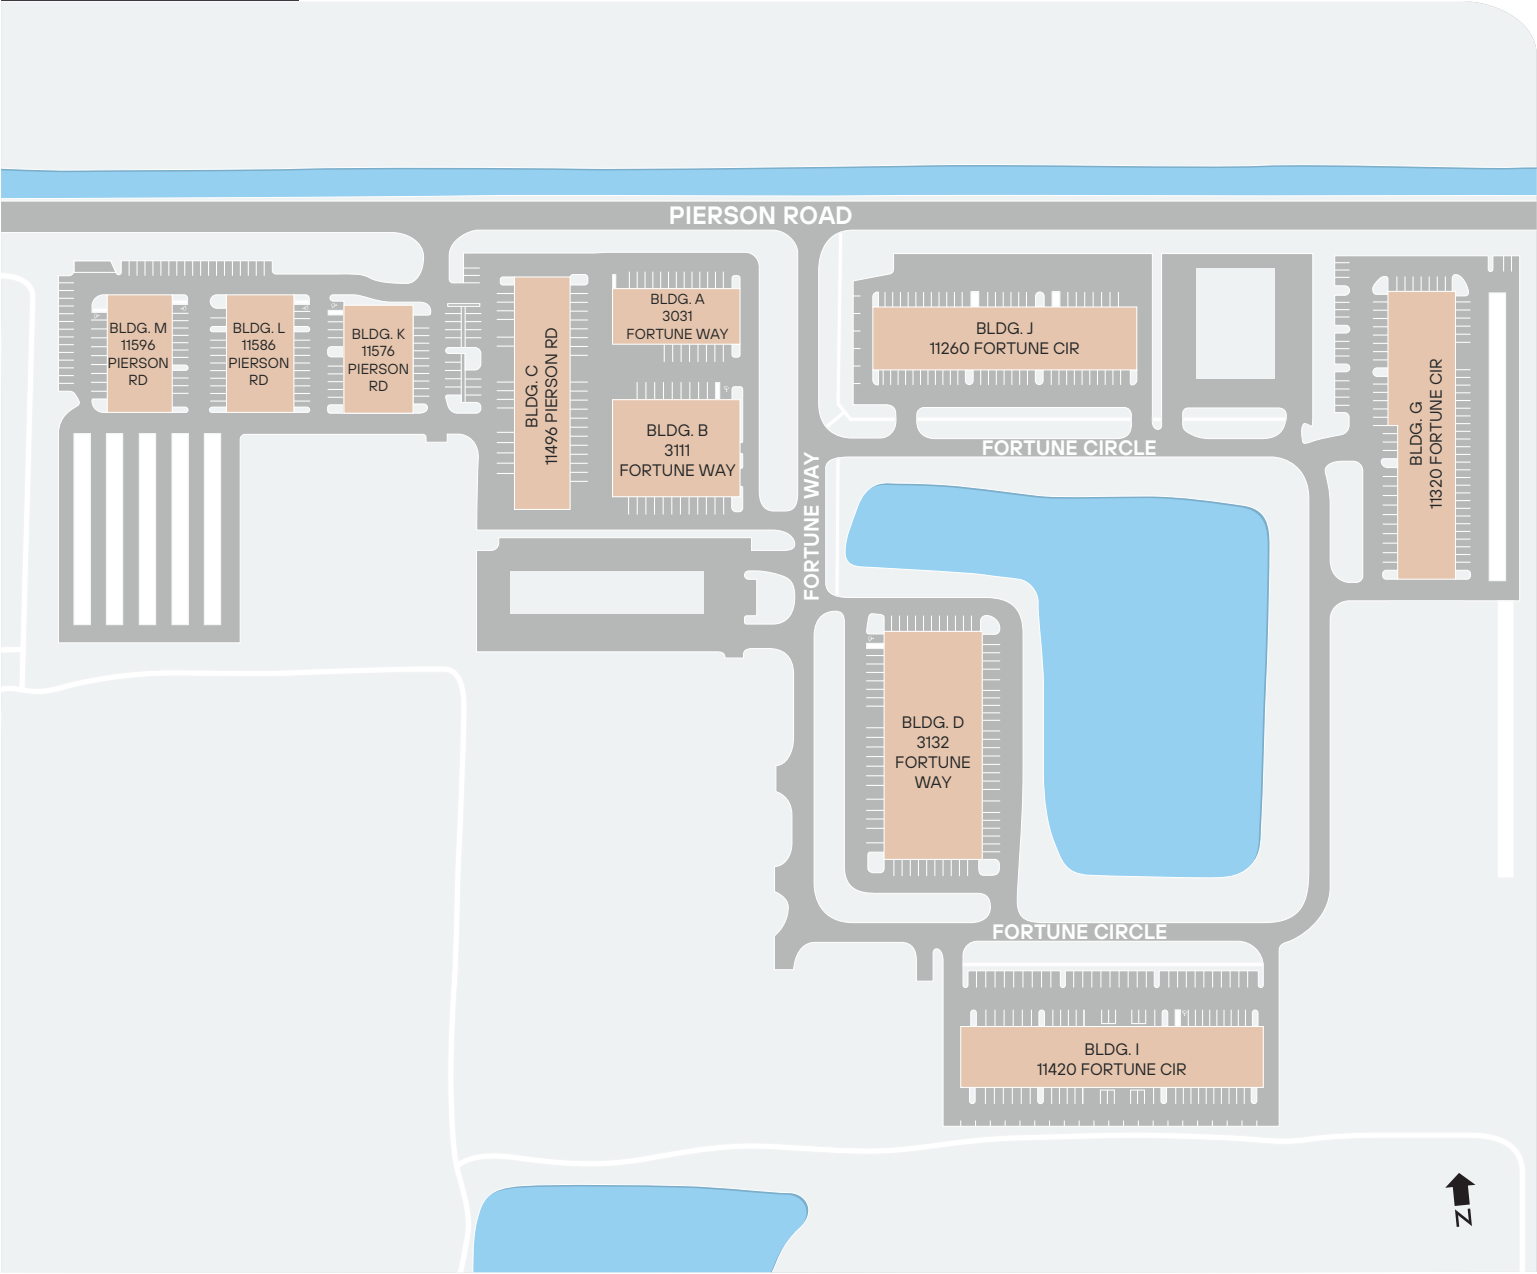 PIERSON ROAD
BLDG. M
11596
PIERSON
RD
BLDG. L
11586
PIERSON
RD
BLDG. K
11576
PIERSON
RD
BLDG. C
11496 PIERSON RD
BLDG. A
3031
FORTUNE WAY
BLDG. B
3111
FORTUNE WAY
FORTUNE WAY
BLDG. J
11260 FORTUNE CIR
FORTUNE CIRCLE
BLDG. G
11320 FORTUNE CIR
BLDG. D
3132
FORTUNE
WAY
FORTUNE CIRCLE
BLDG. I
11420 FORTUNE CIR
N